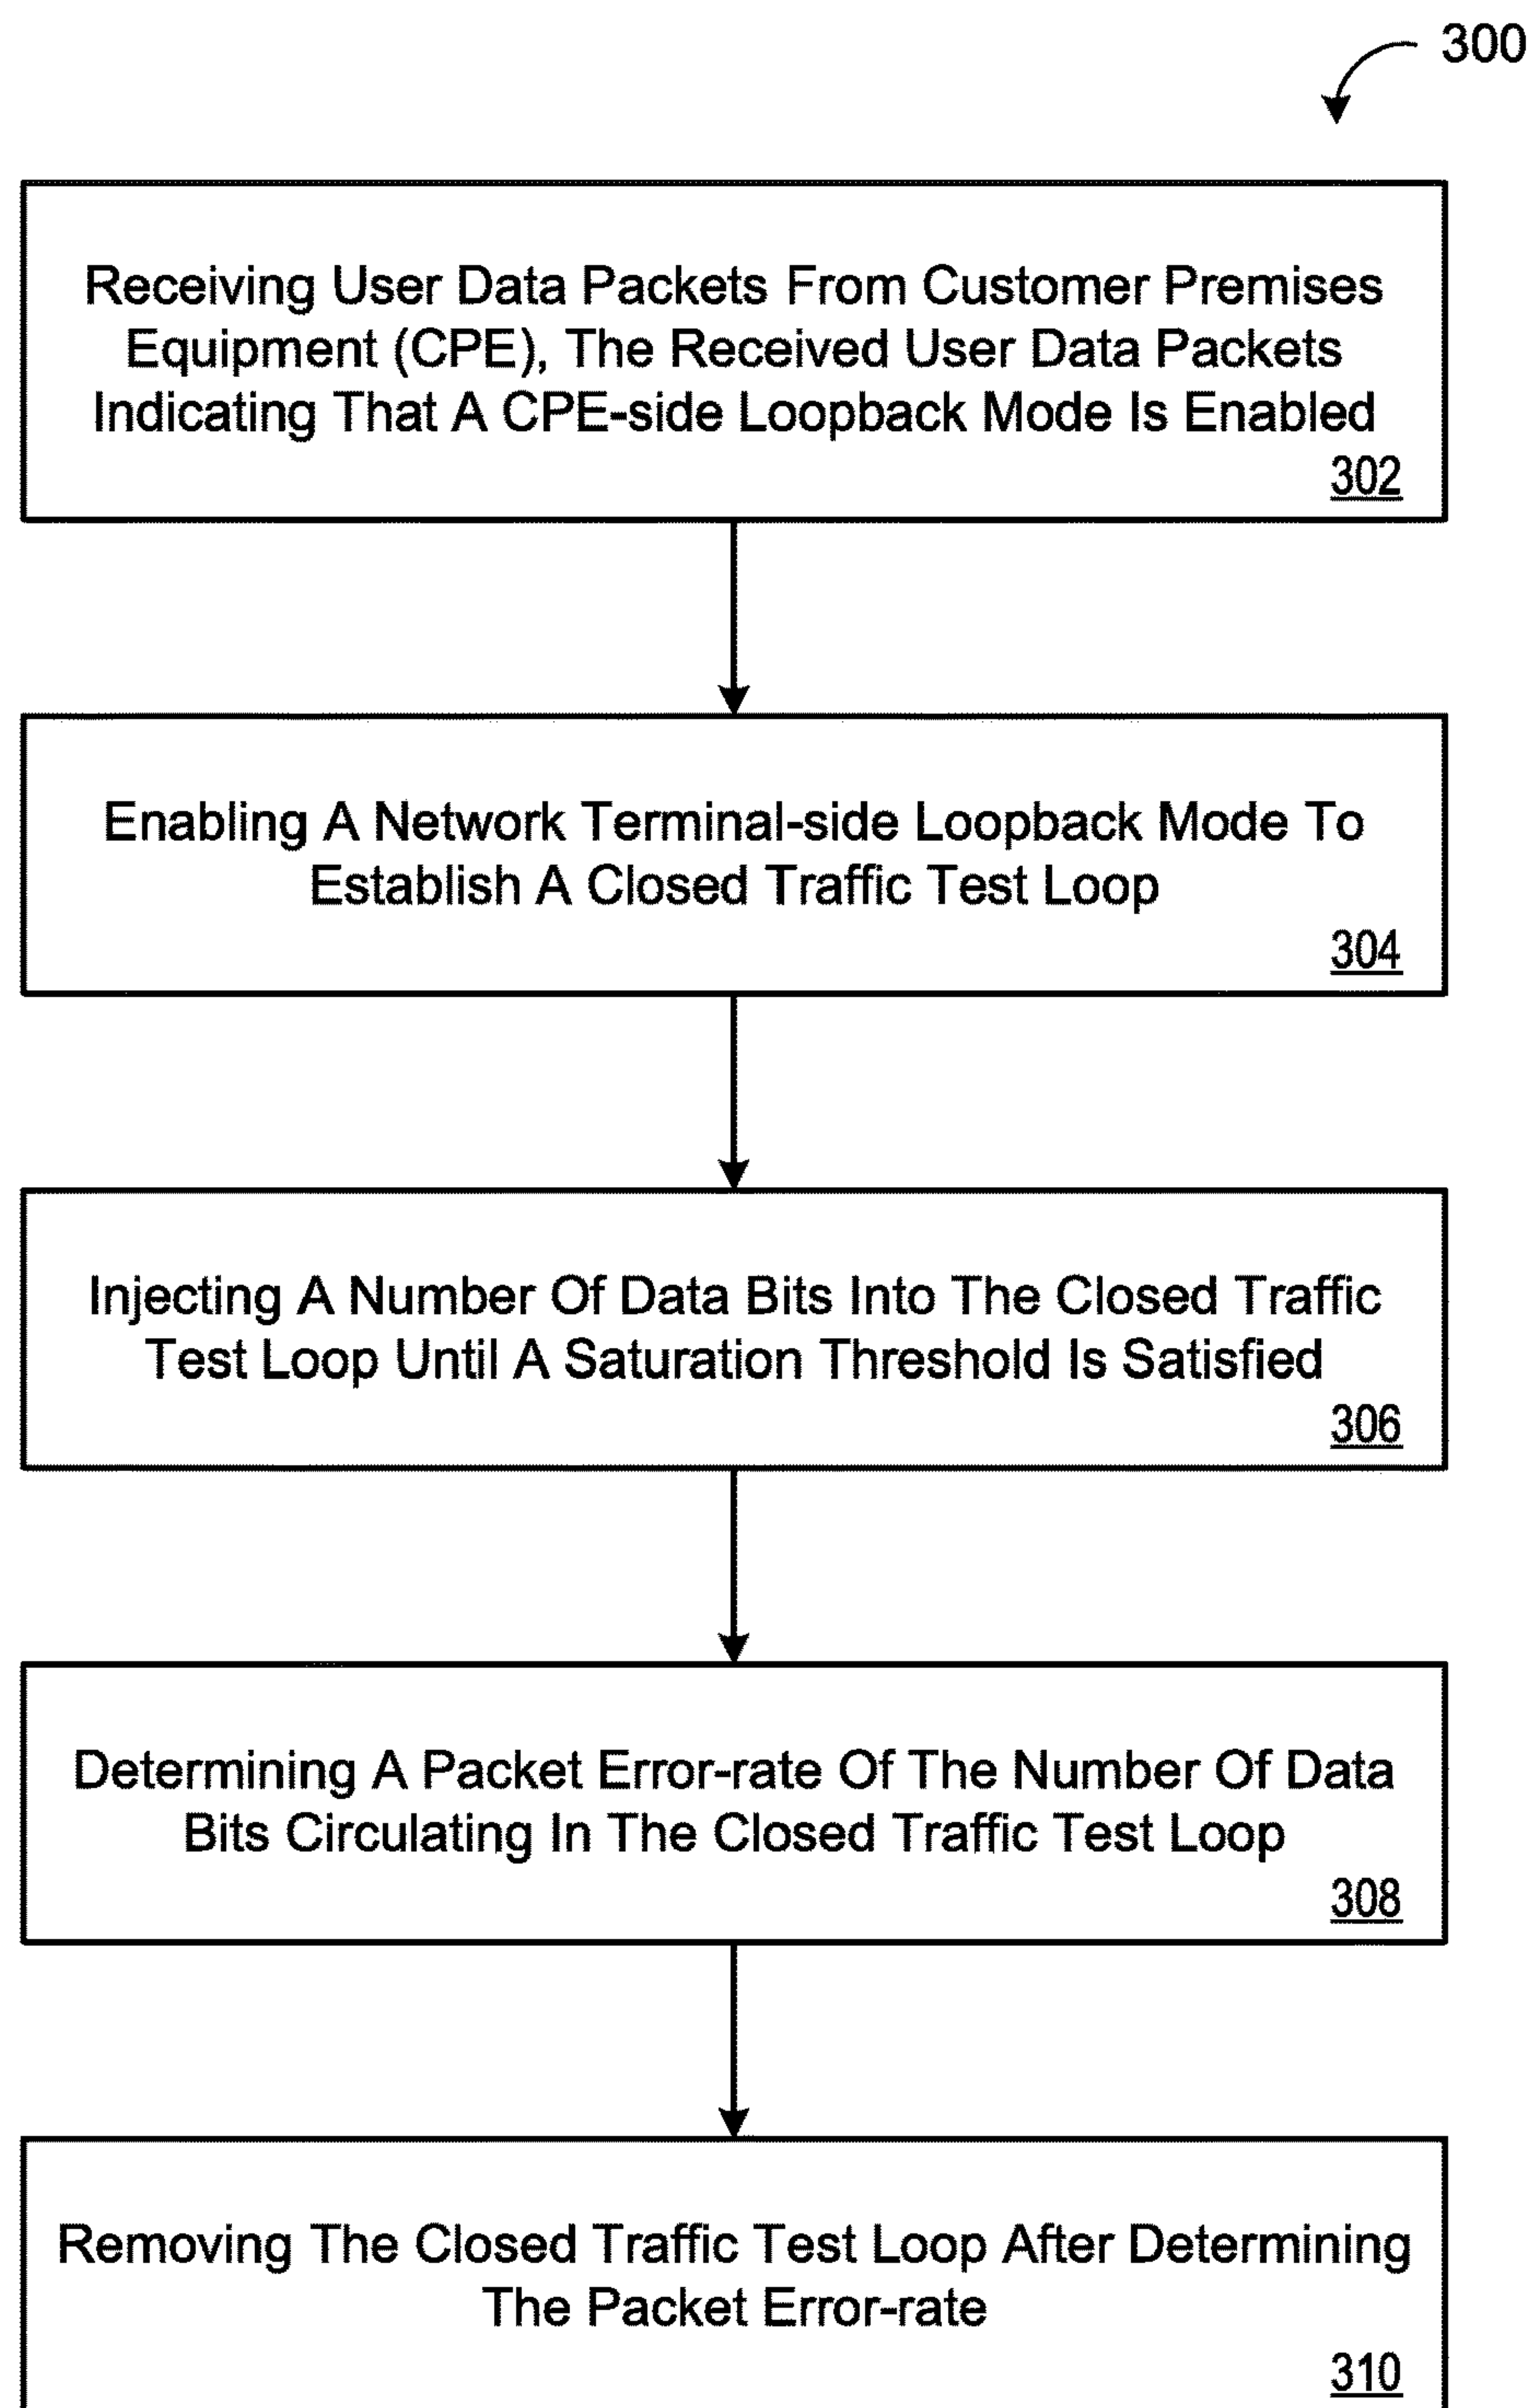 300
Receiving User Data Packets From Customer Premises
Equipment (CPE), The Received User Data Packets
Indicating That A CPE-side Loopback Mode Is Enabled
302
Enabling A Network Terminal-side Loopback Mode To
Establish A Closed Traffic Test Loop
304
Injecting A Number Of Data Bits Into The Closed Traffic
Test Loop Until A Saturation Threshold Is Satisfied
306
Determining A Packet Error-rate Of The Number Of Data
Bits Circulating In The Closed Traffic Test Loop
308
Removing The Closed Traffic Test Loop After Determining
The Packet Error-rate
310